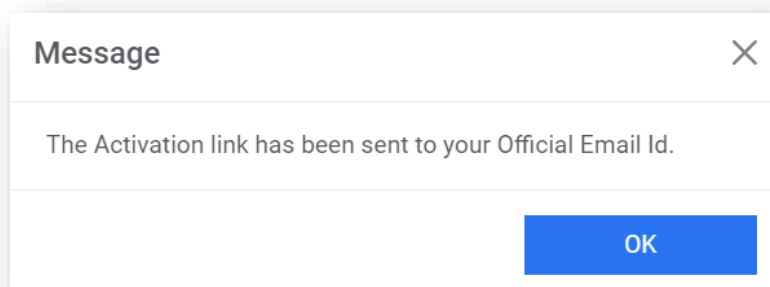 Message
The Activation link has been sent to your Official Email Id.
OK